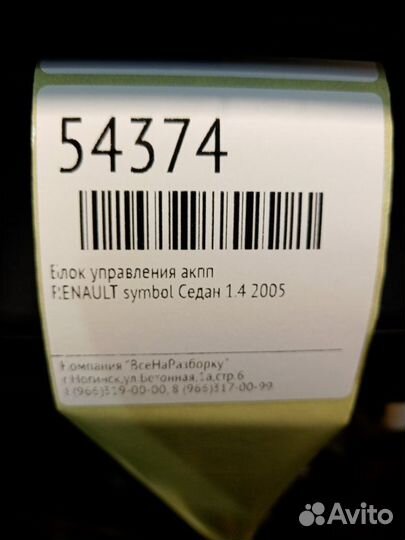 54374
Блок управления акпп
RENAULT symbol Седан 1.4 2005
Компания "ВсеНаРазборку"
г.Ногинск,ул.Бетонная,1а,стр.6
8 (966)319-00-00, 8 (966)317-00-99
Avito